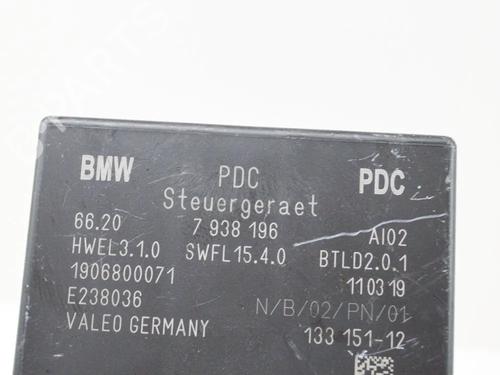 BMW PDC PDC
Steuergeraet
66.20 7 938 196 AI02
HWEL3.1.0 SWFL15.4.0 BTLD2.0.1
1906800071 110319
E238036 N/B/02/PN/01
VALEO GERMANY 133 151-12